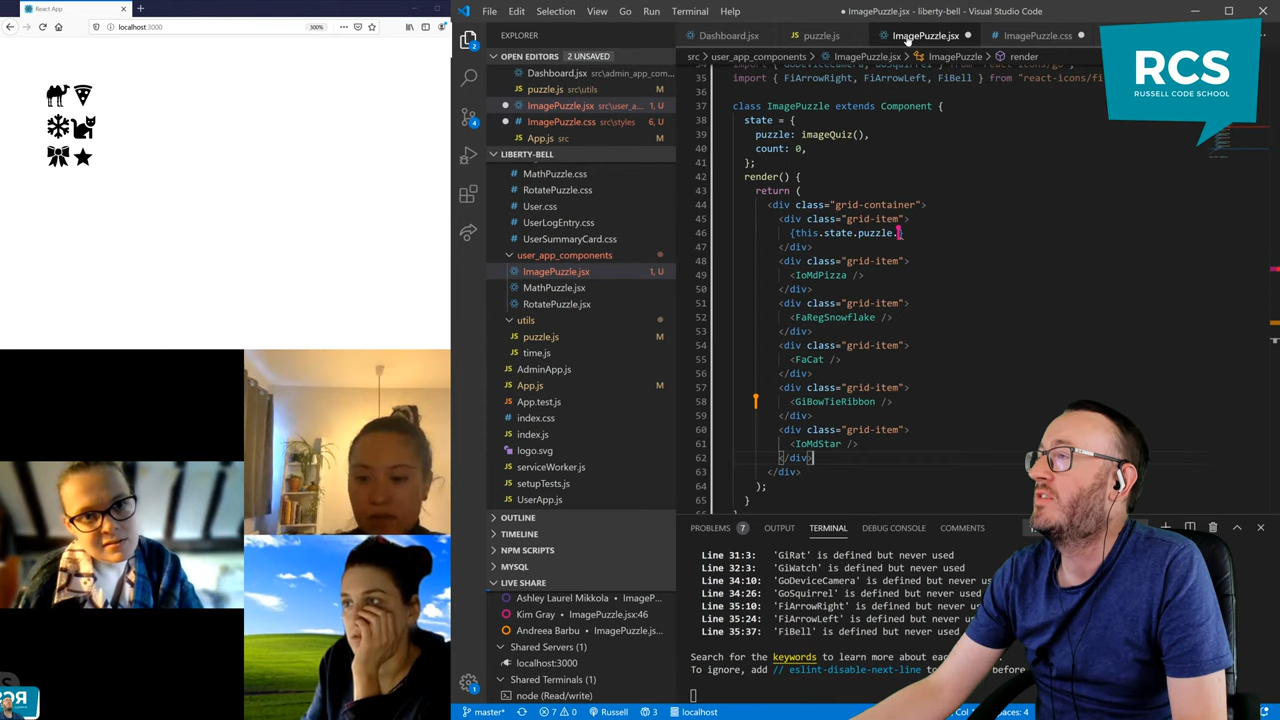 React App
localhost:3000
300%
File Edit Selection View Go Run Terminal Help
● ImagePuzzle.jsx - liberty-bell - Visual Studio Code
EXPLORER
Dashboard.jsx
puzzle.js
ImagePuzzle.jsx
ImagePuzzle.css
OPEN EDITORS 2 UNSAVED
Dashboard.jsx src\admin_app_com...
puzzle.js src\utils M
ImagePuzzle.jsx src\user_a... 1, U
ImagePuzzle.css src\styles 6, U
App.js src M
LIBERTY-BELL
MathPuzzle.css
RotatePuzzle.css
User.css
UserLogEntry.css
UserSummaryCard.css
user_app_components
ImagePuzzle.jsx 1, U
MathPuzzle.jsx
RotatePuzzle.jsx
utils
puzzle.js M
time.js
AdminApp.js
App.js M
App.test.js
index.css
index.js
logo.svg
serviceWorker.js
setupTests.js
UserApp.js
OUTLINE
TIMELINE
NPM SCRIPTS
MYSQL
LIVE SHARE
Ashley Laurel Mikkola • ImageP...
Kim Gray • ImagePuzzle.jsx:46
Andreea Barbu • ImagePuzzle.js...
Shared Servers (1)
localhost:3000
Shared Terminals (1)
node (Read/write)
src > user_app_components > ImagePuzzle.jsx > ImagePuzzle > render
35 import { FiArrowRight, FiArrowLeft, FiBell } from "react-icons/fi
36
37 class ImagePuzzle extends Component {
38 state = {
39 puzzle: imageQuiz(),
40 count: 0,
41 };
42 render() {
43 return (
44 <div class="grid-container">
45 <div class="grid-item">
46 {this.state.puzzle.}
47 </div>
48 <div class="grid-item">
49 <IoMdPizza />
50 </div>
51 <div class="grid-item">
52 <FaRegSnowflake />
53 </div>
54 <div class="grid-item">
55 <FaCat />
56 </div>
57 <div class="grid-item">
58 <GiBowTieRibbon />
59 </div>
60 <div class="grid-item">
61 <IoMdStar />
62 </div>
63 </div>
64 );
65 }
PROBLEMS 7 OUTPUT TERMINAL DEBUG CONSOLE COMMENTS
Line 31:3: 'GiRat' is defined but never used
Line 32:3: 'GiWatch' is defined but never used
Line 34:10: 'GoDeviceCamera' is defined but never used
Line 34:26: 'GoSquirrel' is defined but never used
Line 35:10: 'FiArrowRight' is defined but never used
Line 35:24: 'FiArrowLeft' is defined but never used
Line 35:37: 'FiBell' is defined but never used
Search for the keywords to learn more about eac
To ignore, add // eslint-disable-next-line to before
master* 7 0 Russell 3 localhost
Spaces: 4
RCS
RUSSELL CODE SCHOOL
RCS